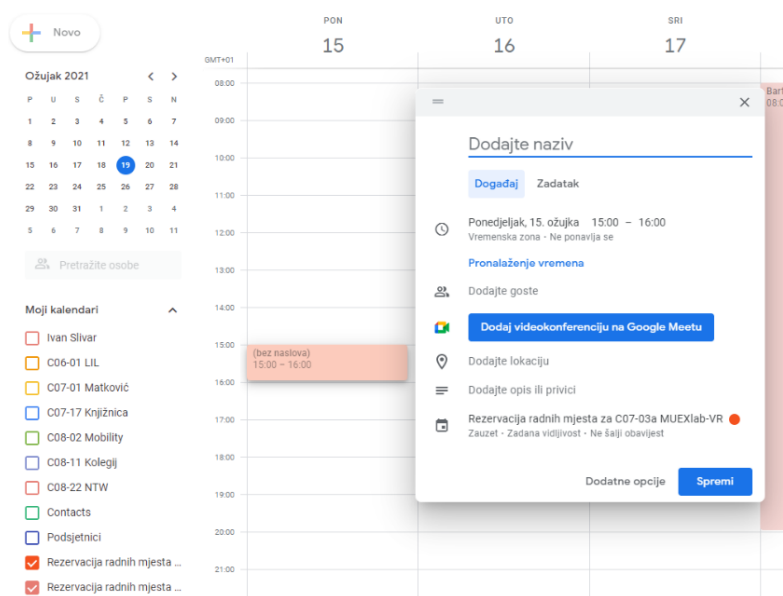 Novo
Ožujak 2021
P U S Č P S N
1 2 3 4 5 6 7
8 9 10 11 12 13 14
15 16 17 18 19 20 21
22 23 24 25 26 27 28
29 30 31 1 2 3 4
5 6 7 8 9 10 11
Pretražite osobe
Moji kalendari
Ivan Slivar
C06-01 LIL
C07-01 Matković
C07-17 Knjižnica
C08-02 Mobility
C08-11 Kolegij
C08-22 NTW
Contacts
Podsjetnici
Rezervacija radnih mjesta ...
Rezervacija radnih mjesta ...
PON UTO SRI
15 16 17
GMT+01
08:00
09:00
10:00
11:00
12:00
13:00
14:00
15:00
16:00
17:00
18:00
19:00
20:00
21:00
(bez naslova)
15:00 – 16:00
Dodajte naziv
Događaj Zadatak
Ponedjeljak, 15. ožujka 15:00 – 16:00
Vremenska zona - Ne ponavlja se
Pronalaženje vremena
Dodajte goste
Dodaj videokonferenciju na Google Meetu
Dodajte lokaciju
Dodajte opis ili privici
Rezervacija radnih mjesta za C07-03a MUEXlab-VR
Zauzet - Zadana vidljivost - Ne šalji obavijest
Dodatne opcije Spremi